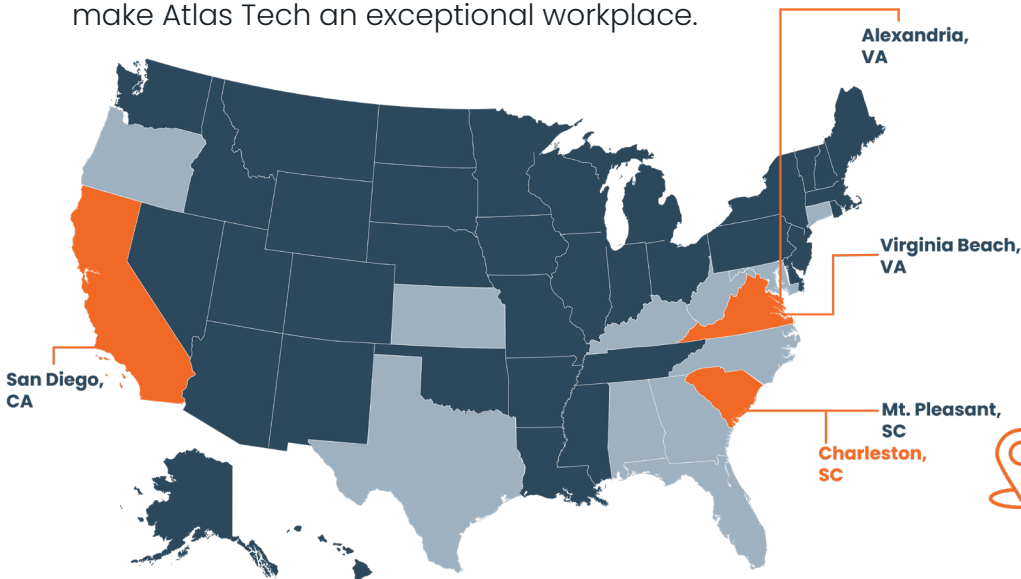 make Atlas Tech an exceptional workplace.
Alexandria,
VA
Virginia Beach,
VA
San Diego,
CA
Mt. Pleasant,
SC
Charleston,
SC